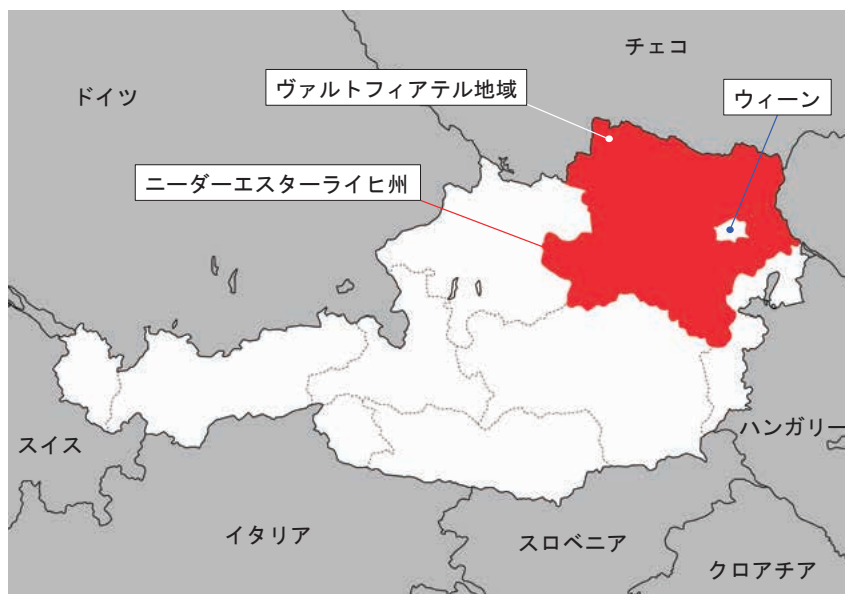 チェコ
ドイツ
ヴァルトフィアテル地域
ウィーン
ニーダーエスターライヒ州
スイス
ハンガリー
イタリア
スロベニア
クロアチア